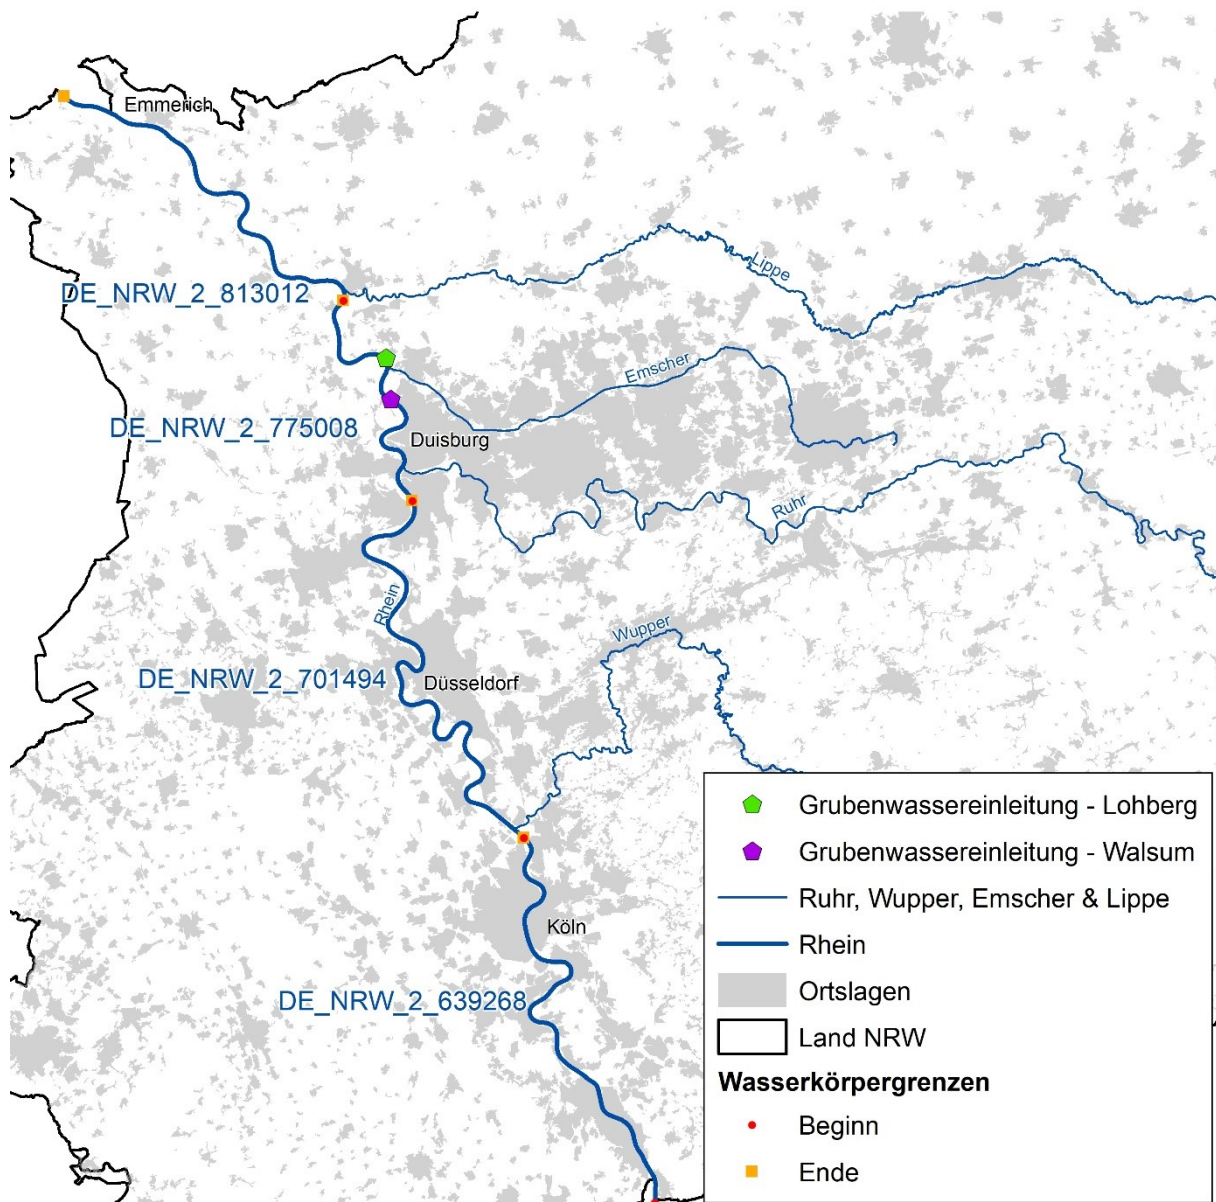 Emmerich
DE_NRW_2_813012
Lippe
Emscher
DE_NRW_2_775008
Duisburg
Ruhr
Rhein
Wupper
DE_NRW_2_701494
Düsseldorf
Köln
DE_NRW_2_639268
Grubenwassereinleitung - Lohberg
Grubenwassereinleitung - Walsum
Ruhr, Wupper, Emscher & Lippe
Rhein
Ortslagen
Land NRW
Wasserkörpergrenzen
Beginn
Ende